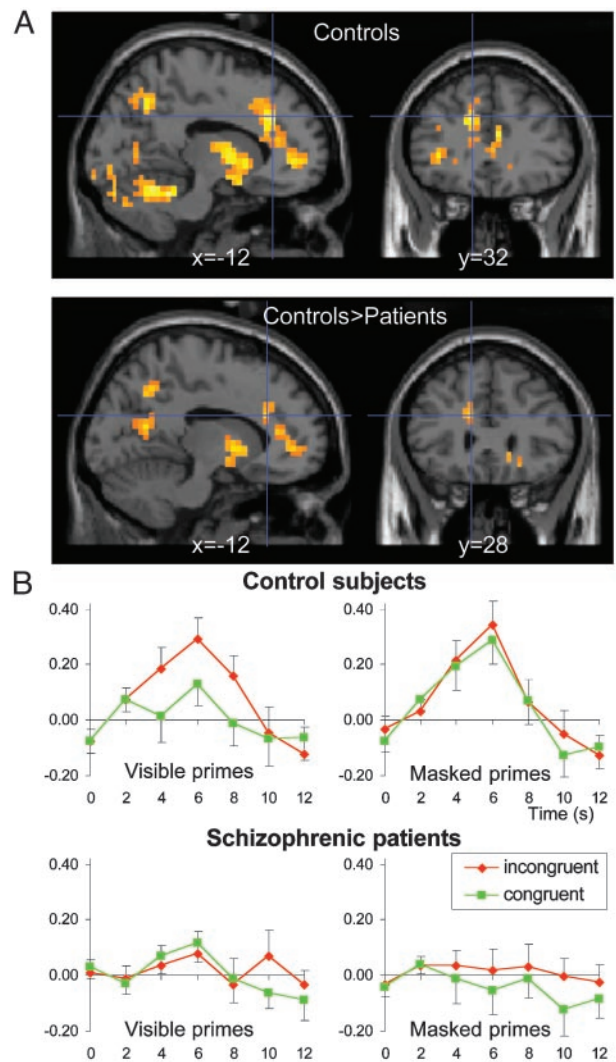 A
Controls
x=-12
y=32
Controls>Patients
x=-12
y=28
B
Control subjects
0.40
0.20
0.00
-0.20
0 2 4 6 8 10 12
Visible primes
0.40
0.20
0.00
-0.20
0 2 4 6 8 10 12
Masked primes
Time (s)
Schizophrenic patients
0.40
0.20
0.00
-0.20
0 2 4 6 8 10 12
Visible primes
0.40
0.20
0.00
-0.20
0 2 4 6 8 10 12
Masked primes
incongruent
congruent